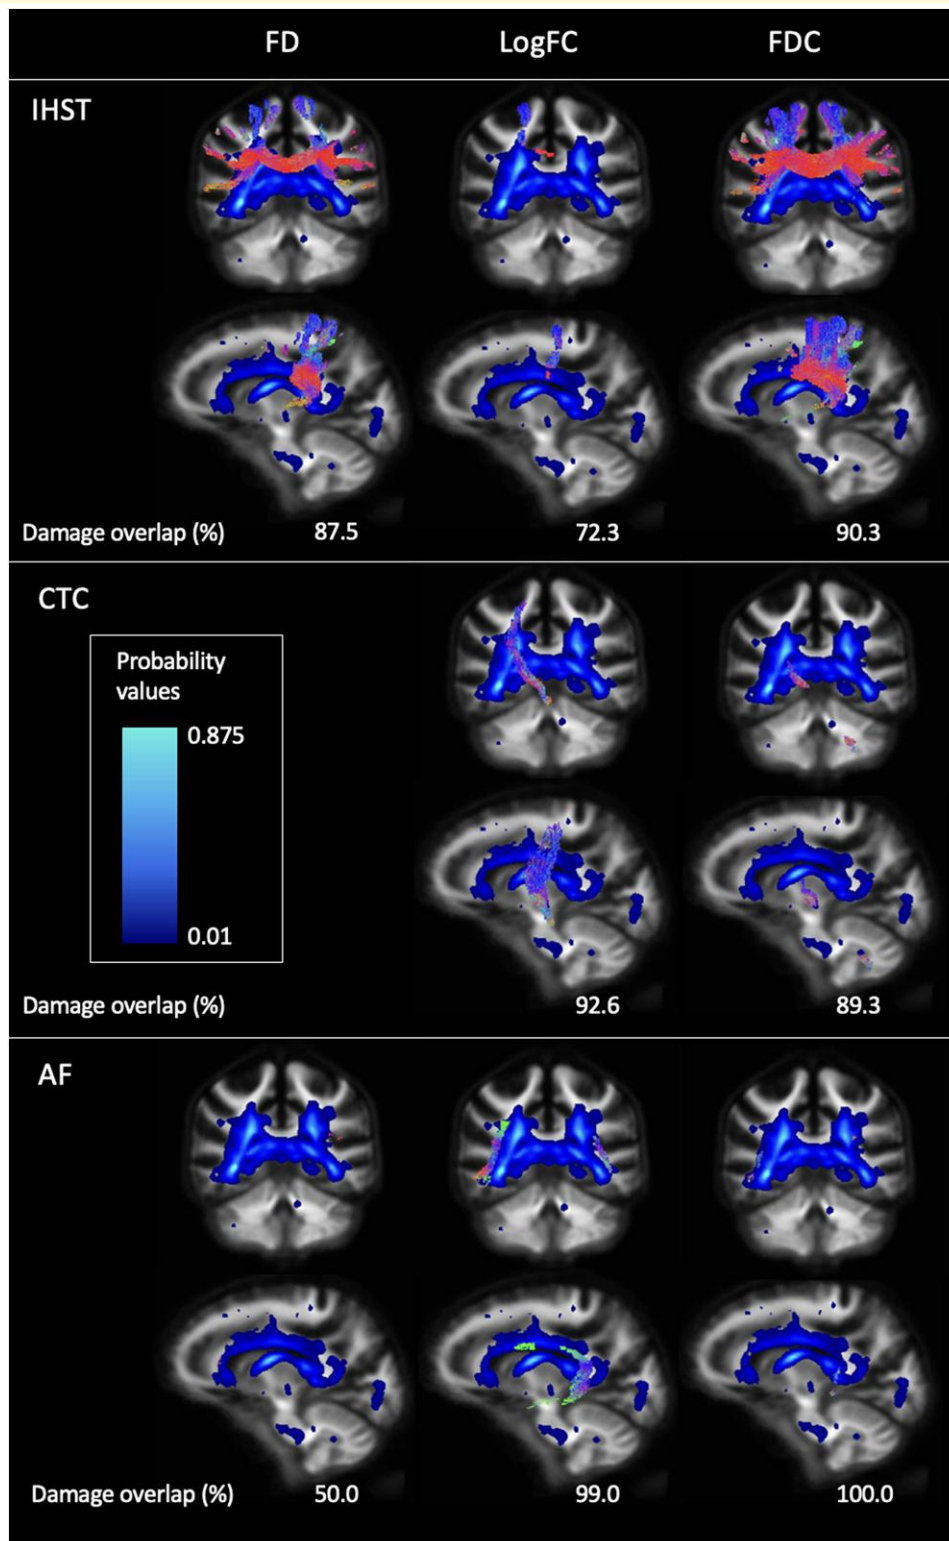 FD LogFC FDC
IHST
Damage overlap (%) 87.5 72.3 90.3
CTC
Probability
values
0.875
0.01
Damage overlap (%) 92.6 89.3
AF
Damage overlap (%) 50.0 99.0 100.0